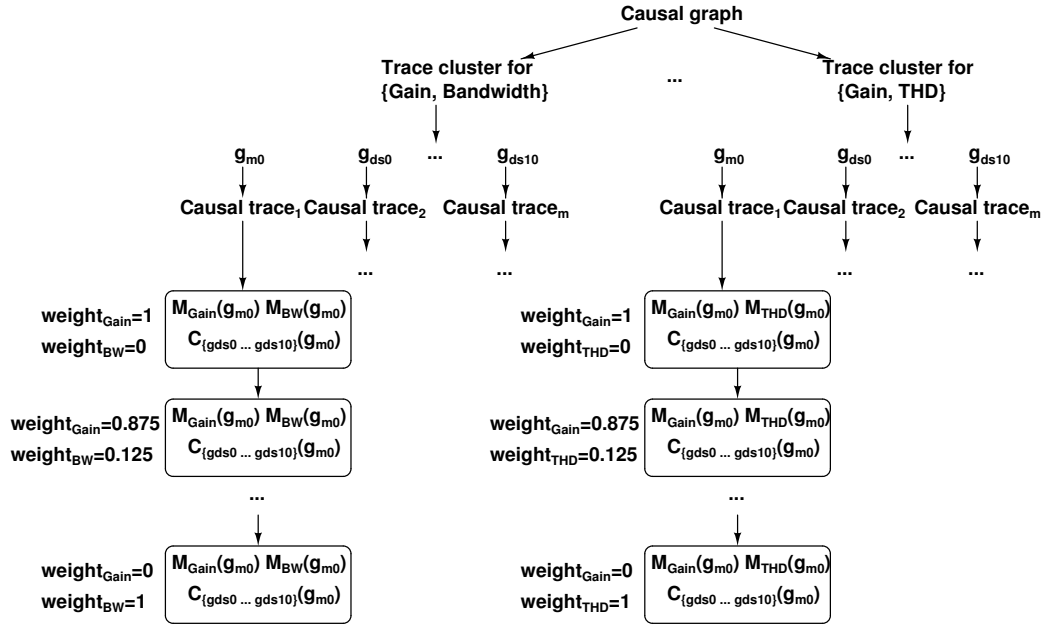 Causal graph
Trace cluster for
{Gain, Bandwidth}
...
Trace cluster for
{Gain, THD}
gm0 gds0 ... gds10
gm0 gds0 ... gds10
Causal trace1 Causal trace2 Causal tracem
Causal trace1 Causal trace2 Causal tracem
... ...
... ...
weightGain=1
weightBW=0
MGain(gm0) MBW(gm0)
C{gds0 ... gds10}(gm0)
weightGain=1
weightTHD=0
MGain(gm0) MTHD(gm0)
C{gds0 ... gds10}(gm0)
weightGain=0.875
weightBW=0.125
MGain(gm0) MBW(gm0)
C{gds0 ... gds10}(gm0)
weightGain=0.875
weightTHD=0.125
MGain(gm0) MTHD(gm0)
C{gds0 ... gds10}(gm0)
...
...
weightGain=0
weightBW=1
MGain(gm0) MBW(gm0)
C{gds0 ... gds10}(gm0)
weightGain=0
weightTHD=1
MGain(gm0) MTHD(gm0)
C{gds0 ... gds10}(gm0)